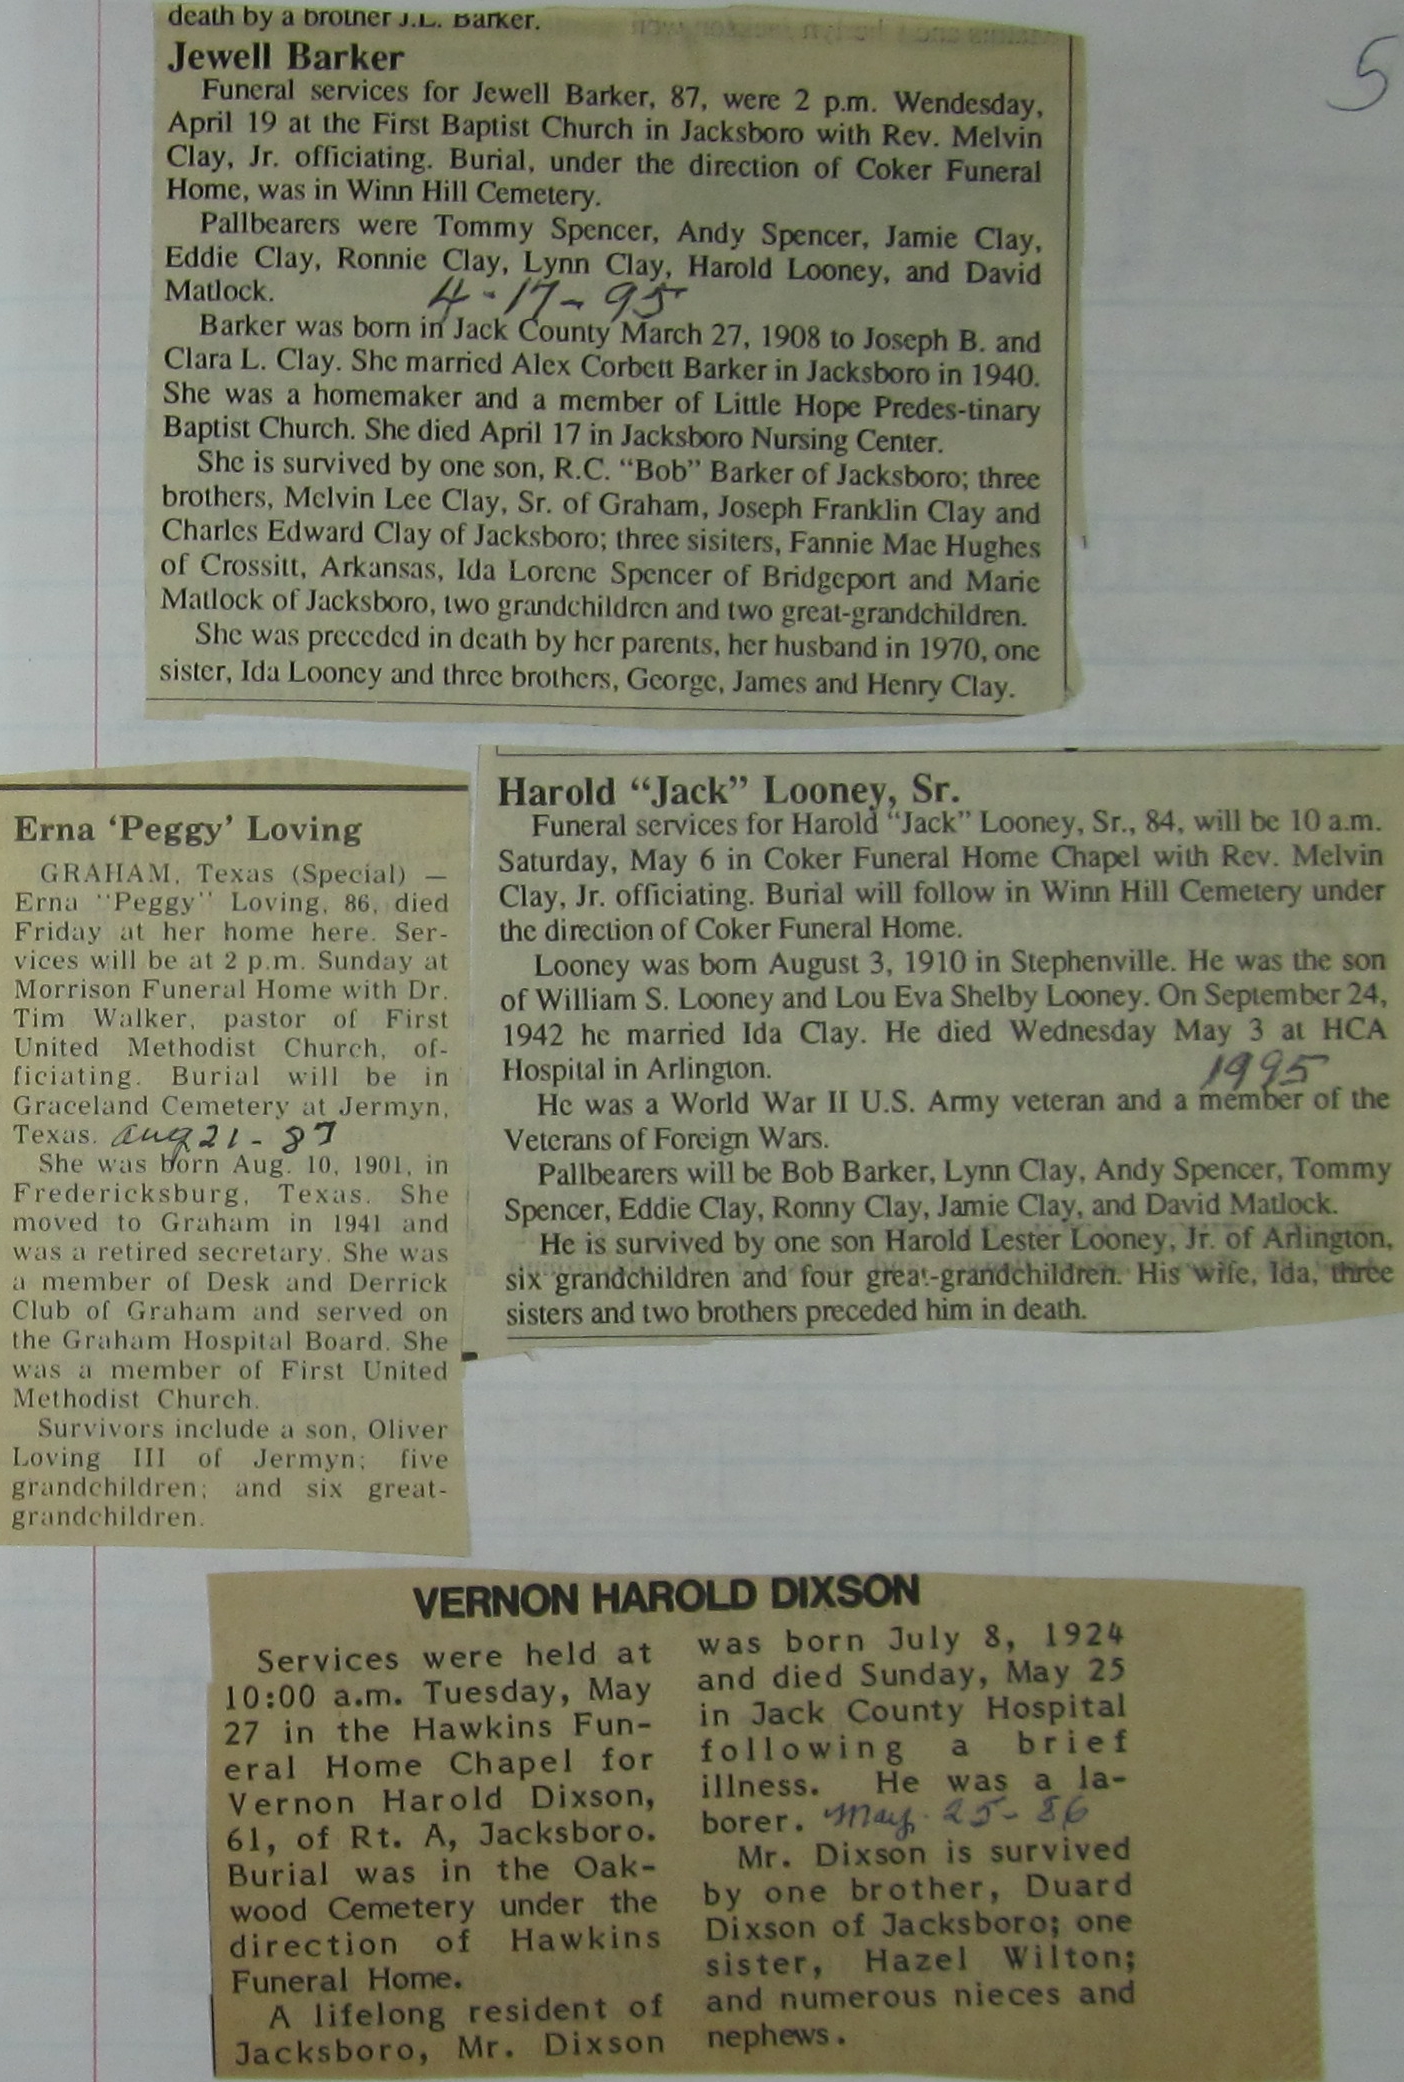 death by a brother J.L. Barker.
5
Jewell Barker
Funeral services for Jewell Barker, 87, were 2 p.m. Wendesday,
April 19 at the First Baptist Church in Jacksboro with Rev. Melvin
Clay, Jr. officiating. Burial, under the direction of Coker Funeral
Home, was in Winn Hill Cemetery.
Pallbearers were Tommy Spencer, Andy Spencer, Jamie Clay,
Eddie Clay, Ronnie Clay, Lynn Clay, Harold Looney, and David
Matlock.
4-17-95
Barker was born in Jack County March 27, 1908 to Joseph B. and
Clara L. Clay. She married Alex Corbett Barker in Jacksboro in 1940.
She was a homemaker and a member of Little Hope Predes-tinary
Baptist Church. She died April 17 in Jacksboro Nursing Center.
She is survived by one son, R.C. “Bob” Barker of Jacksboro; three
brothers, Melvin Lee Clay, Sr. of Graham, Joseph Franklin Clay and
Charles Edward Clay of Jacksboro; three sisiters, Fannie Mae Hughes
of Crossitt, Arkansas, Ida Lorene Spencer of Bridgeport and Marie
Matlock of Jacksboro, two grandchildren and two great-grandchildren.
She was preceded in death by her parents, her husband in 1970, one
sister, Ida Looney and three brothers, George, James and Henry Clay.
Erna ‘Peggy’ Loving
GRAHAM, Texas (Special) —
Erna "Peggy" Loving, 86, died
Friday at her home here. Ser-
vices will be at 2 p.m. Sunday at
Morrison Funeral Home with Dr.
Tim Walker, pastor of First
United Methodist Church, of-
ficiating. Burial will be in
Graceland Cemetery at Jermyn,
Texas. Aug 21-87
She was born Aug. 10, 1901, in
Fredericksburg, Texas. She
moved to Graham in 1941 and
was a retired secretary. She was
a member of Desk and Derrick
Club of Graham and served on
the Graham Hospital Board. She
was a member of First United
Methodist Church.
Survivors include a son, Oliver
Loving III of Jermyn; five
grandchildren; and six great-
grandchildren.
Harold “Jack” Looney, Sr.
Funeral services for Harold “Jack” Looney, Sr., 84, will be 10 a.m.
Saturday, May 6 in Coker Funeral Home Chapel with Rev. Melvin
Clay, Jr. officiating. Burial will follow in Winn Hill Cemetery under
the direction of Coker Funeral Home.
Looney was born August 3, 1910 in Stephenville. He was the son
of William S. Looney and Lou Eva Shelby Looney. On September 24,
1942 he married Ida Clay. He died Wednesday May 3 at HCA
Hospital in Arlington.
1995
He was a World War II U.S. Army veteran and a member of the
Veterans of Foreign Wars.
Pallbearers will be Bob Barker, Lynn Clay, Andy Spencer, Tommy
Spencer, Eddie Clay, Ronny Clay, Jamie Clay, and David Matlock.
He is survived by one son Harold Lester Looney, Jr. of Arlington,
six grandchildren and four great-grandchildren. His wife, Ida, three
sisters and two brothers preceded him in death.
VERNON HAROLD DIXSON
Services were held at
10:00 a.m. Tuesday, May
27 in the Hawkins Fun-
eral Home Chapel for
Vernon Harold Dixson,
61, of Rt. A, Jacksboro.
Burial was in the Oak-
wood Cemetery under the
direction of Hawkins
Funeral Home.
A lifelong resident of
Jacksboro, Mr. Dixson
was born July 8, 1924
and died Sunday, May 25
in Jack County Hospital
following a brief
illness. He was a la-
borer. May 25-86
Mr. Dixson is survived
by one brother, Duard
Dixson of Jacksboro; one
sister, Hazel Wilton;
and numerous nieces and
nephews.